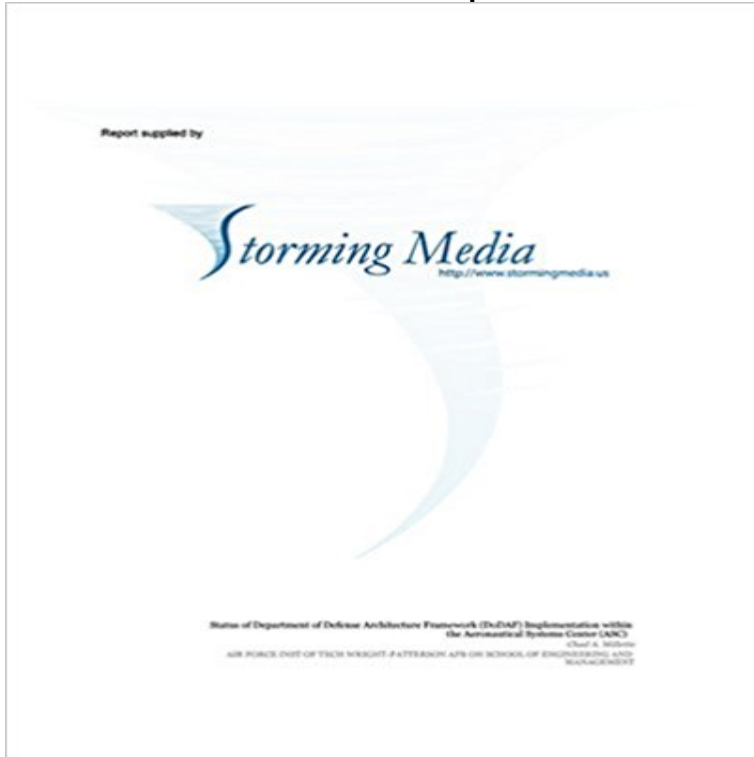 Report supplied by
Storming Media
http://www.stormingmedia.us
Status of Department of Defense Architecture Framework (DoDAF) Implementation within
the Aeronautical Systems Center (ASC)
Chad A. Millette
AIR FORCE INST OF TECH WRIGHT-PATTERSON AFB OH SCHOOL OF ENGINEERING AND
MANAGEMENT